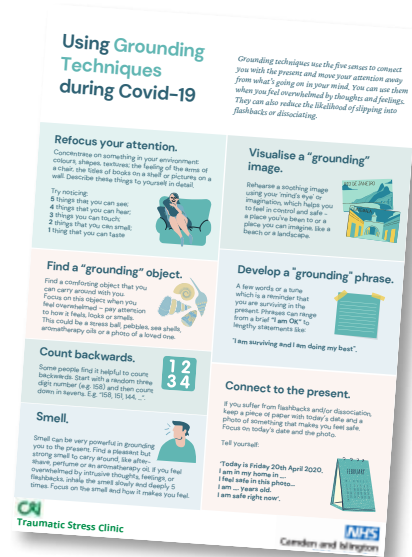 Using Grounding
Techniques
during Covid-19
Grounding techniques use the five senses to connect
you with the present and move your attention away
from what's going on in your mind. You can use them
when you feel overwhelmed by thoughts and feelings.
They can also reduce the likelihood of slipping into
flashbacks or dissociating.
Refocus your attention.
Concentrate on something in your environment:
colours, shapes, textures; the feeling of the arms of
a chair, the titles of books on a shelf or pictures on a
wall. Describe these things to yourself in detail.
Try noticing:
5 things that you can see;
4 things that you can hear;
3 things you can touch;
2 things that you can smell;
1 thing that you can taste
Visualise a "grounding"
image.
Rehearse a soothing image
using your 'mind's eye' or
imagination, which helps you
to feel in control and safe -
a place you've been to or a
place you can imagine, like a
beach or a landscape.
Find a "grounding" object.
Find a comforting object that you
can carry around with you.
Focus on this object when you
feel overwhelmed - pay attention
to how it feels, looks or smells.
This could be a stress ball, pebbles, sea shells,
aromatherapy oils or a photo of a loved one.
Develop a "grounding" phrase.
A few words or a tune
which is a reminder that
you are surviving in the
present. Phrases can range
from a brief "I am OK" to
lengthy statements like:
"I am surviving and I am doing my best".
Count backwards.
Some people find it helpful to count
backwards. Start with a random three
digit number (e.g. 158) and then count
down in sevens. E.g. "158, 151, 144, ...".
1 2
3 4
Connect to the present.
If you suffer from flashbacks and/or dissociation,
keep a piece of paper with today's date and a
photo of something that makes you feel safe.
Focus on today's date and the photo.
Tell yourself:
'Today is Friday 20th April 2020.
I am in my home in ....
I feel safe in this photo...
I am .... years old.
I am safe right now'.
FEBRUARY
Smell.
Smell can be very powerful in grounding
you to the present. Find a pleasant but
strong smell to carry around, like after-
shave, perfume or an aromatherapy oil. If you feel
overwhelmed by intrusive thoughts, feelings, or
flashbacks, inhale the smell slowly and deeply 5
times. Focus on the smell and how it makes you feel.
Traumatic Stress Clinic
NHS
Camden and Islington